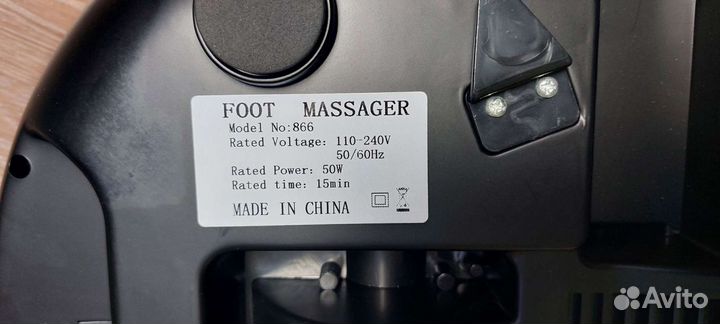 FOOT MASSAGER
Model No:866
Rated Voltage: 110-240V
50/60Hz
Rated Power: 50W
Rated time: 15min
MADE IN CHINA
Avito